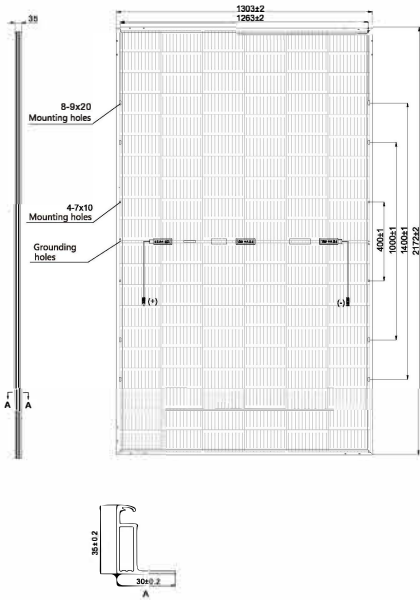 1303±2
1263±2
35
8-9x20
Mounting holes
4-7x10
Mounting holes
Grounding
holes
(+)
(-)
400±1
1000±1
1400±1
2172±2
A
A
35±0.2
30±0.2
A